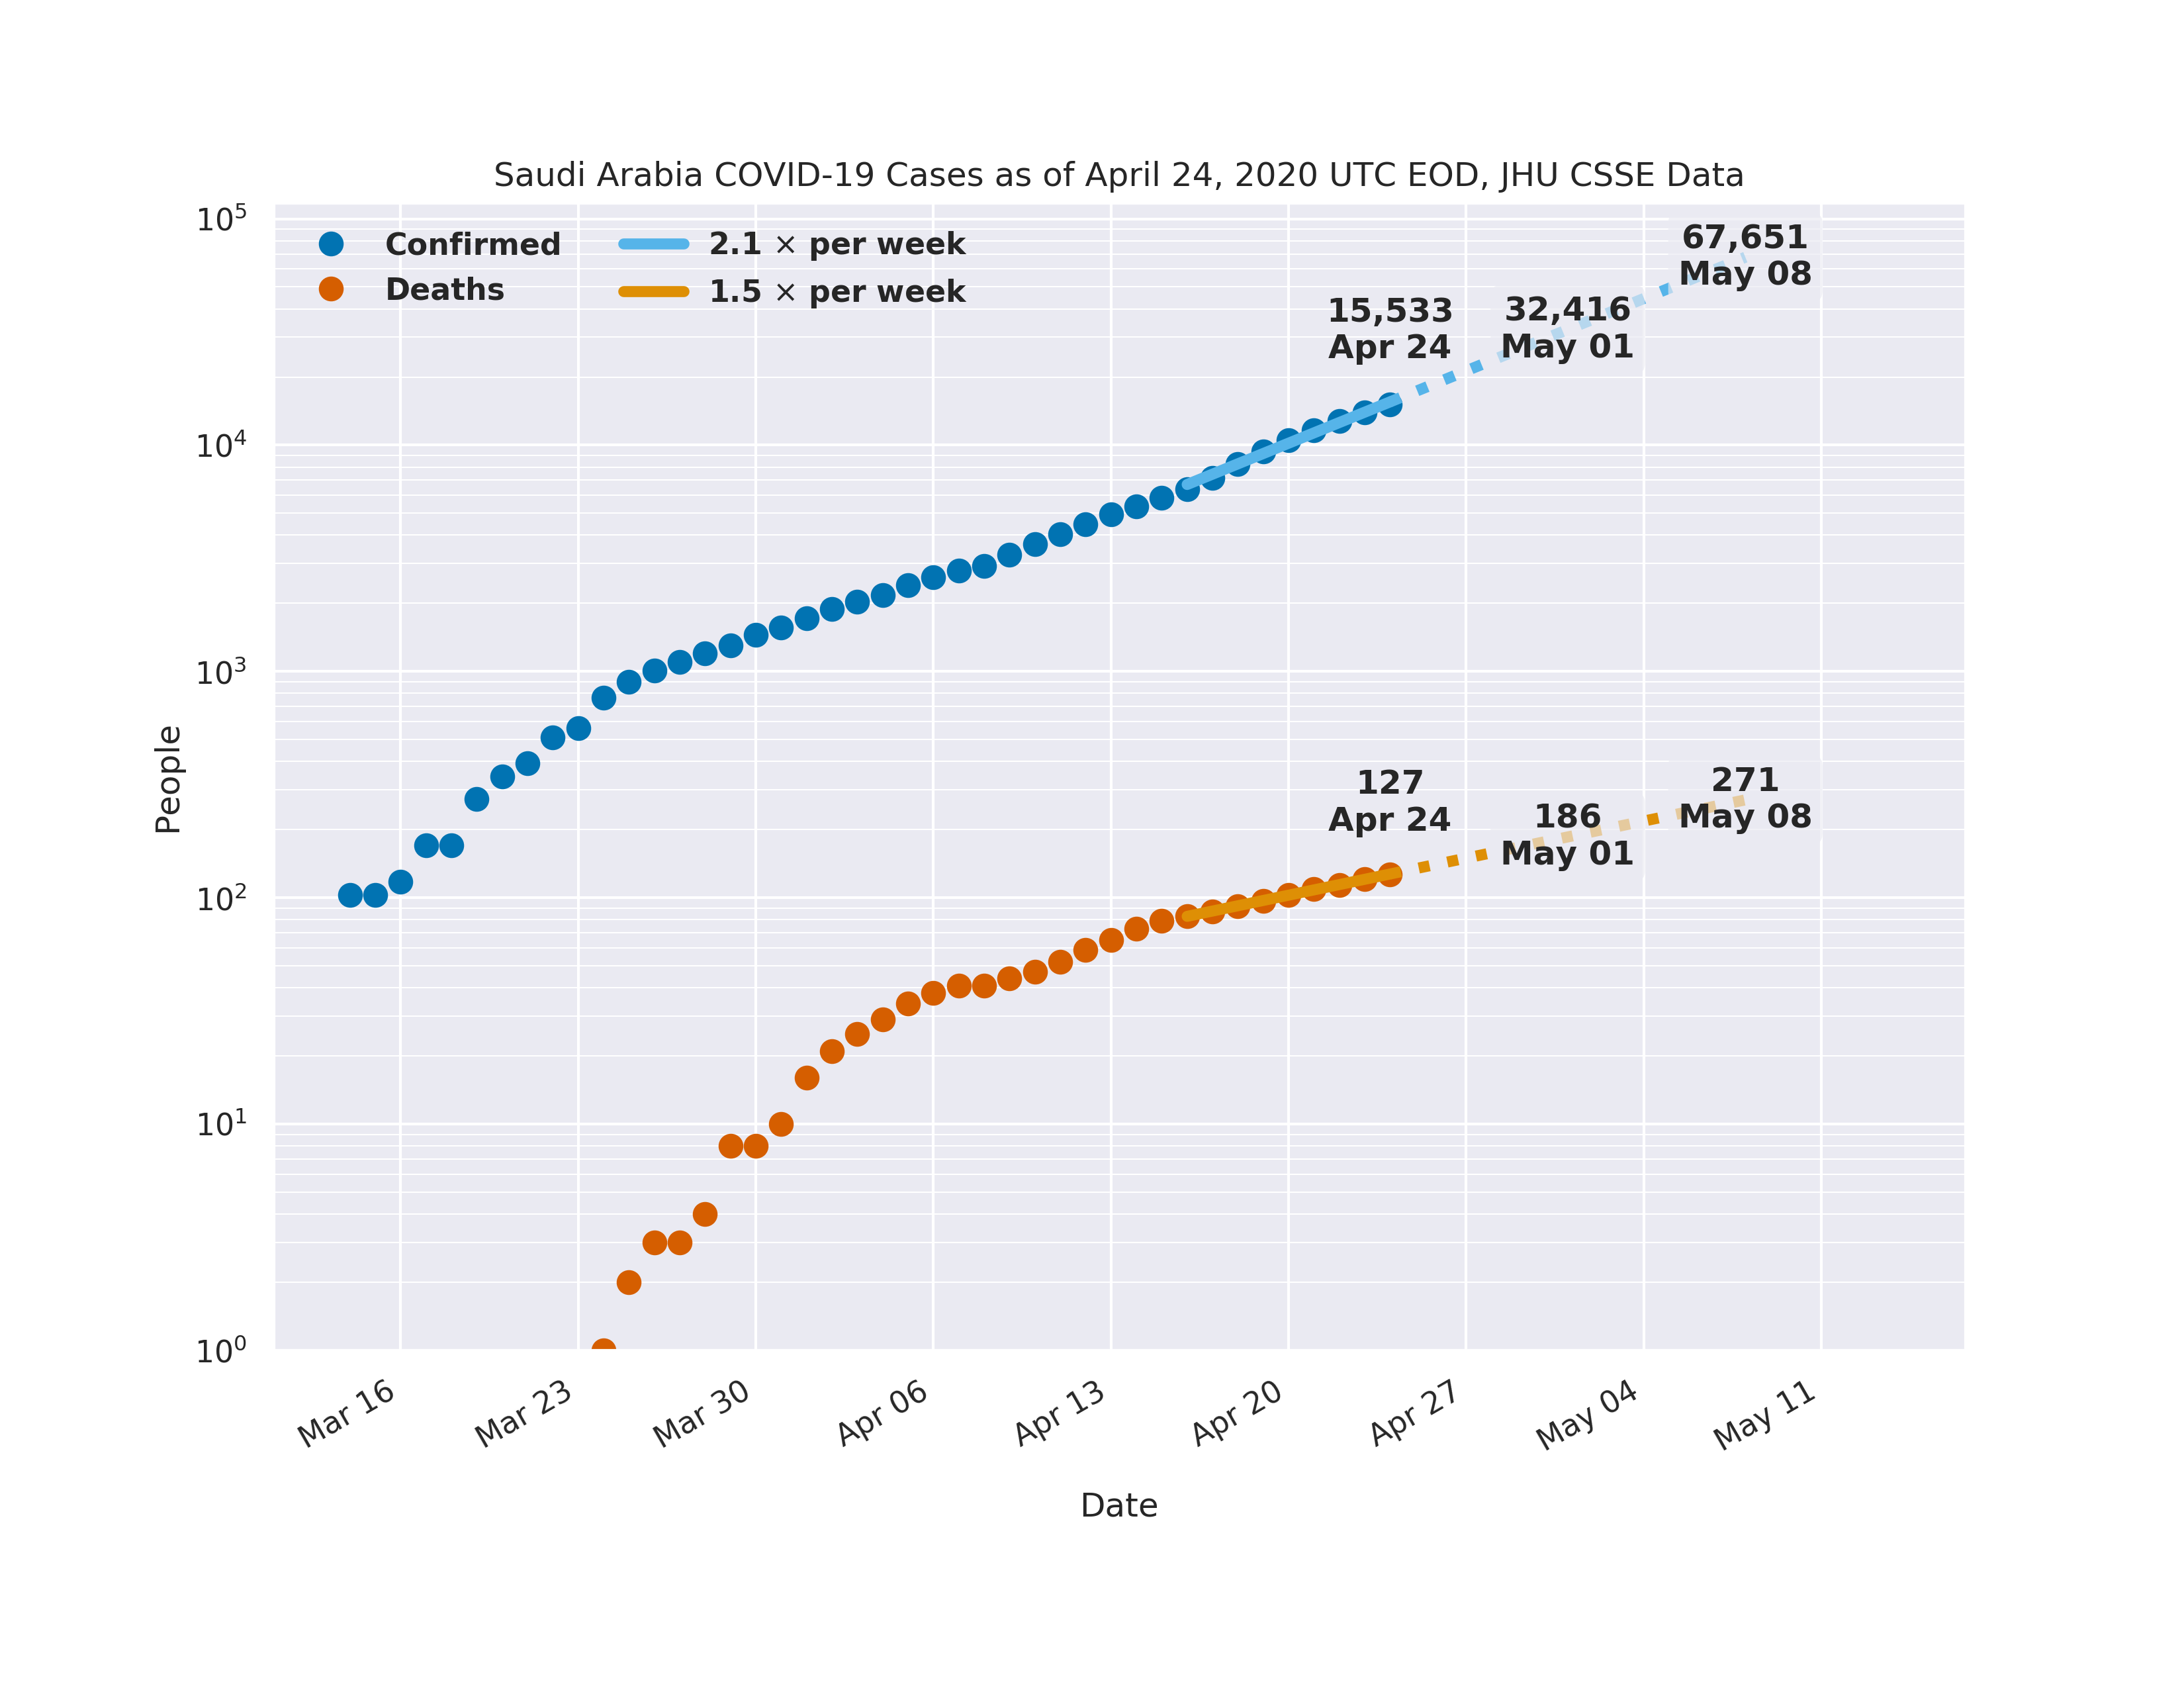 Saudi Arabia COVID-19 Cases as of April 24, 2020 UTC EOD, JHU CSSE Data
Confirmed
Deaths
2.1 × per week
1.5 × per week
67,651
May 08
15,533
Apr 24
32,416
May 01
127
Apr 24
186
May 01
271
May 08
People
10⁵
10⁴
10³
10²
10¹
10⁰
Mar 16
Mar 23
Mar 30
Apr 06
Apr 13
Apr 20
Apr 27
May 04
May 11
Date